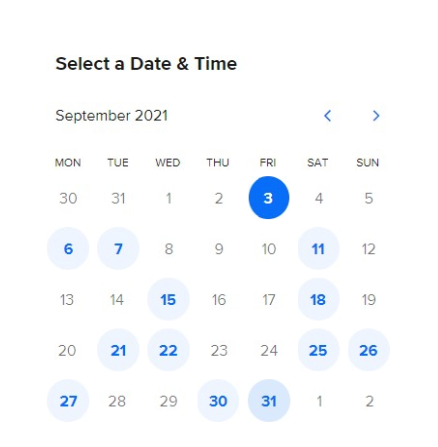 Select a Date & Time
September 2021
MON TUE WED THU FRI SAT SUN
30 31 1 2 3 4 5
6 7 8 9 10 11 12
13 14 15 16 17 18 19
20 21 22 23 24 25 26
27 28 29 30 31 1 2